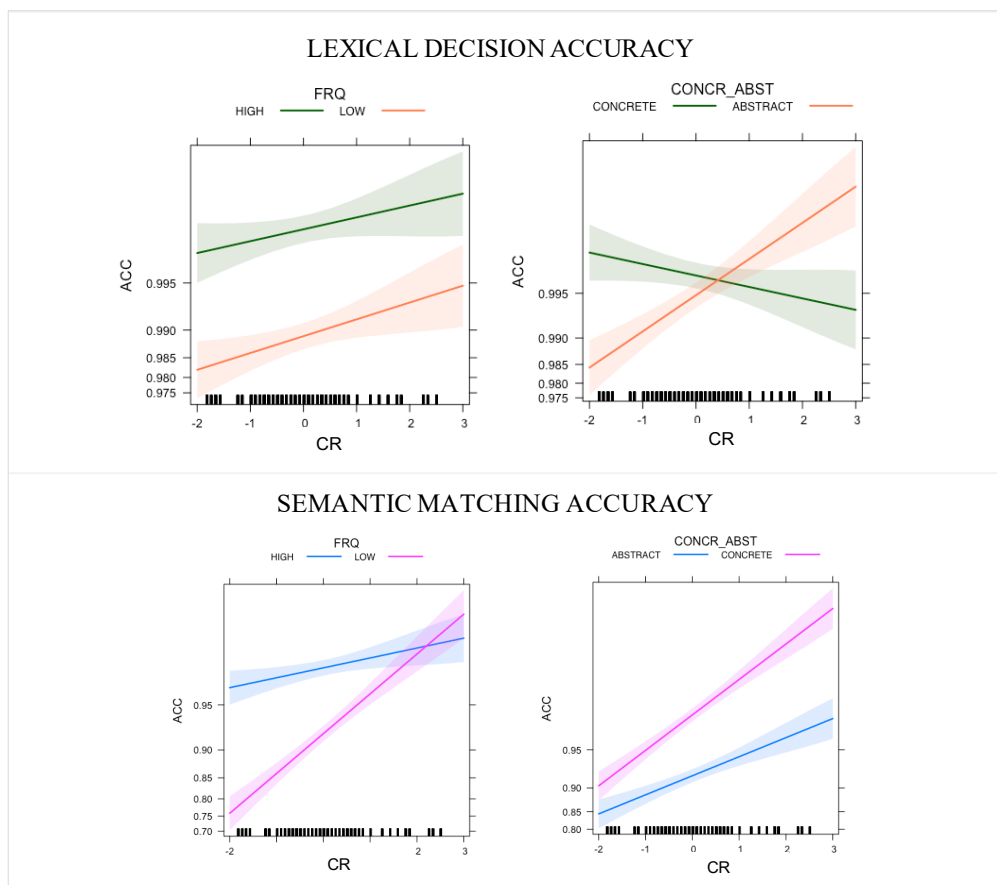 LEXICAL DECISION ACCURACY
FRQ
HIGH LOW
ACC
0.995
0.990
0.985
0.980
0.975
-2 -1 0 1 2 3
CR
CONCR_ABST
CONCRETE ABSTRACT
ACC
0.995
0.990
0.985
0.980
0.975
-2 -1 0 1 2 3
CR
SEMANTIC MATCHING ACCURACY
FRQ
HIGH LOW
ACC
0.95
0.90
0.85
0.80
0.75
0.70
-2 -1 0 1 2 3
CR
CONCR_ABST
ABSTRACT CONCRETE
ACC
0.95
0.90
0.85
0.80
-2 -1 0 1 2 3
CR